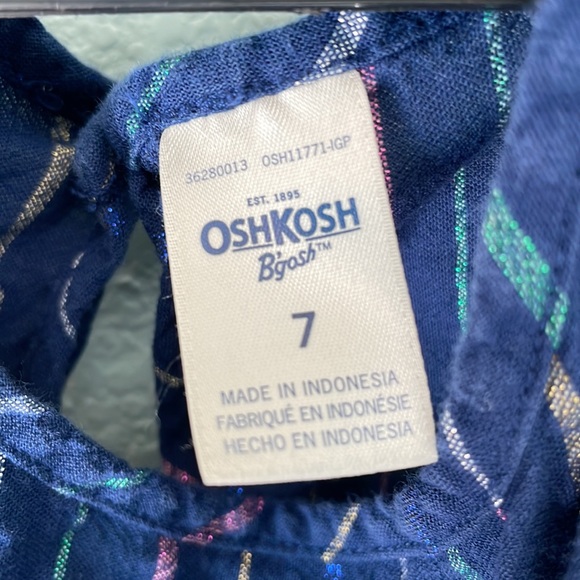 36280013 OSH11771-IGP
EST. 1895
OSHKOSH
B'gosh™
7
MADE IN INDONESIA
FABRIQUÉ EN INDONÉSIE
HECHO EN INDONESIA